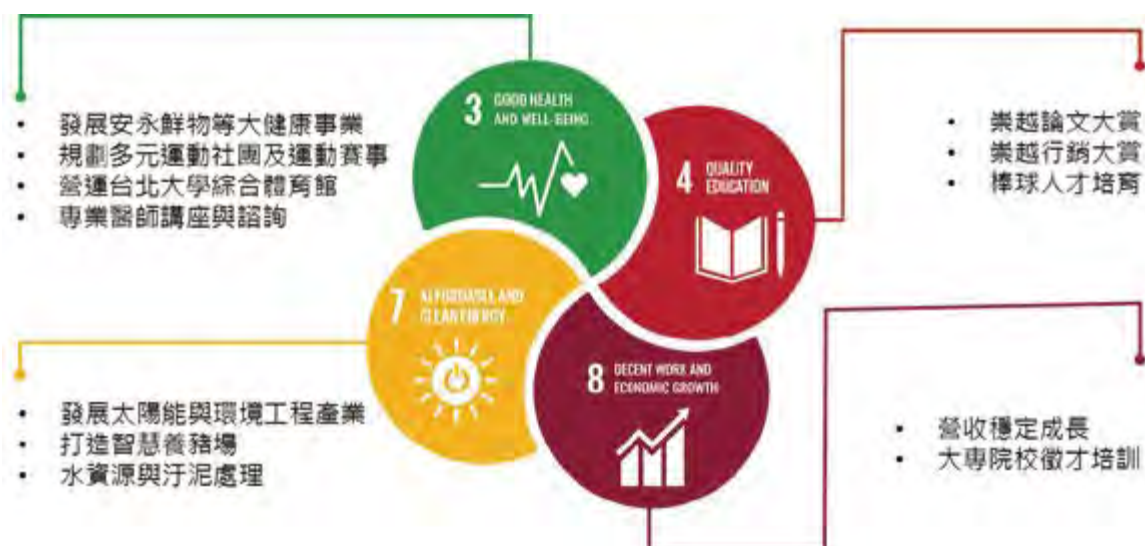 3 GOOD HEALTH
AND WELL-BEING
• 發展安永鮮物等大健康事業
• 規劃多元運動社團及運動賽事
• 營運台北大學綜合體育館
• 專業醫師講座與諮詢
4 QUALITY
EDUCATION
• 崇越論文大賞
• 崇越行銷大賞
• 棒球人才培育
7 AFFORDABLE AND
CLEAN ENERGY
• 發展太陽能與環境工程產業
• 打造智慧養豬場
• 水資源與汙泥處理
8 DECENT WORK AND
ECONOMIC GROWTH
• 營收穩定成長
• 大專院校徵才培訓